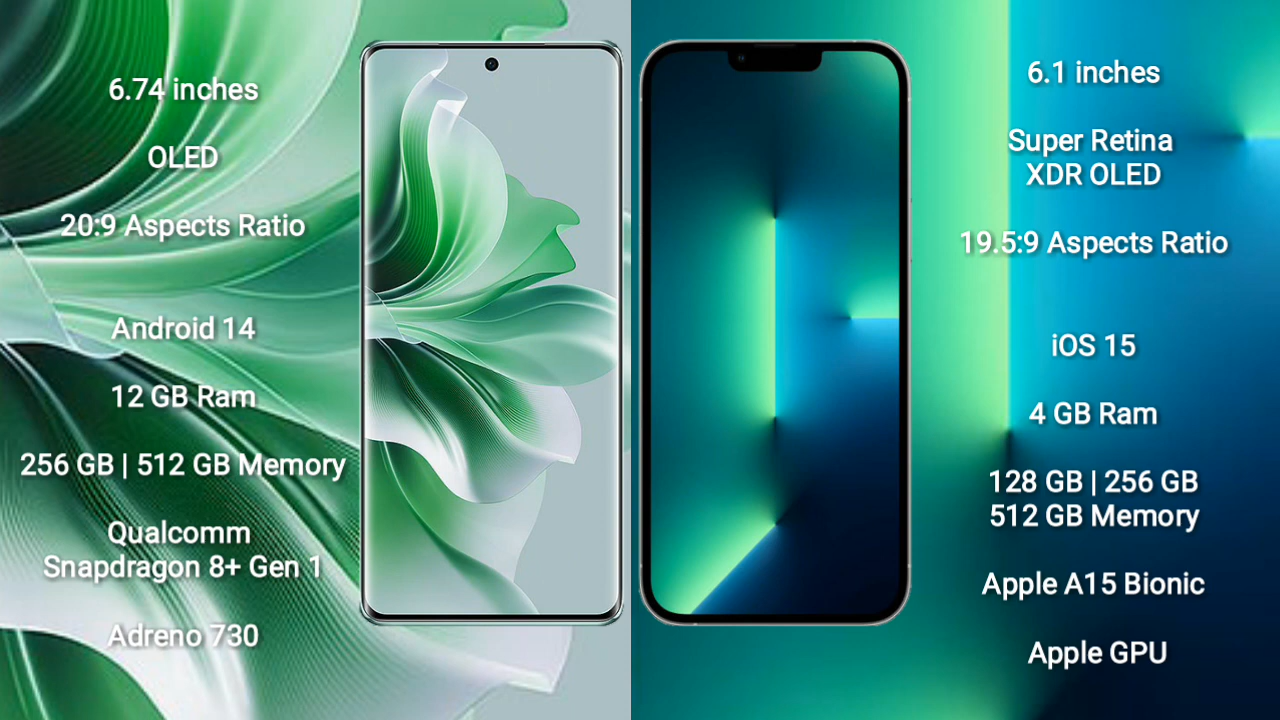 6.74 inches
OLED
20:9 Aspects Ratio
Android 14
12 GB Ram
256 GB | 512 GB Memory
Qualcomm
Snapdragon 8+ Gen 1
Adreno 730
6.1 inches
Super Retina
XDR OLED
19.5:9 Aspects Ratio
iOS 15
4 GB Ram
128 GB | 256 GB
512 GB Memory
Apple A15 Bionic
Apple GPU